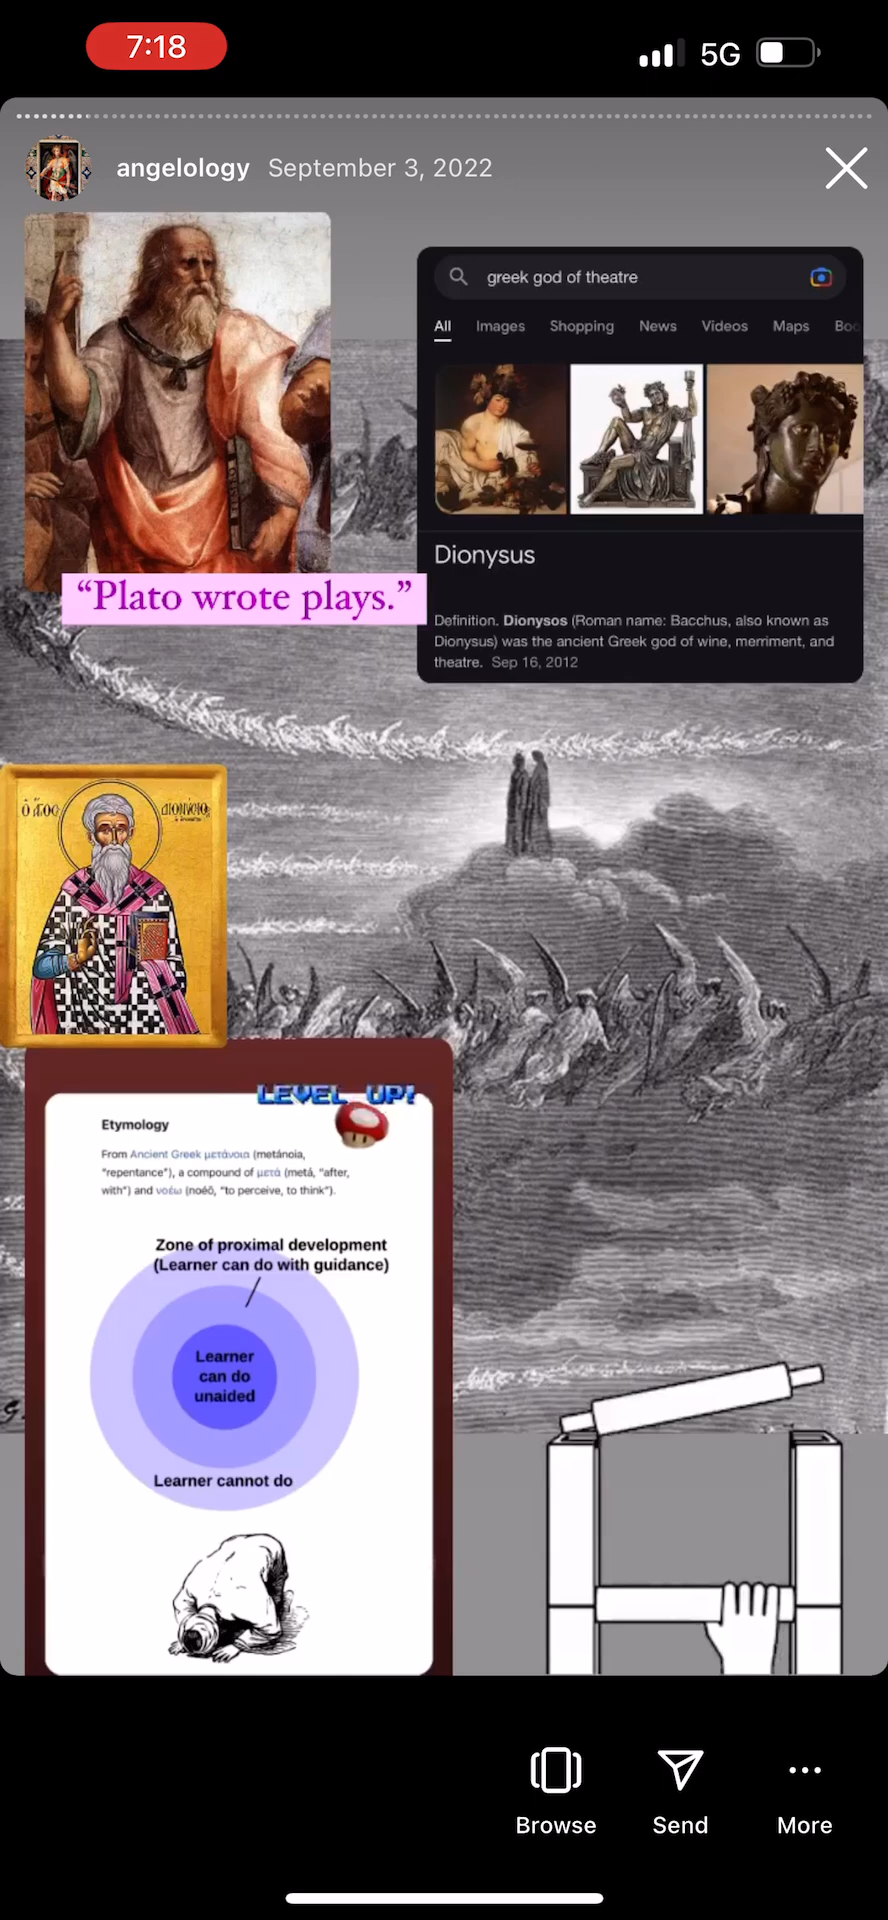 7:18
5G
angelology September 3, 2022
greek god of theatre
All Images Shopping News Videos Maps Boo
"Plato wrote plays."
Dionysus
Definition. Dionysos (Roman name: Bacchus, also known as
Dionysus) was the ancient Greek god of wine, merriment, and
theatre. Sep 16, 2012
LEVEL UP!
Etymology
From Ancient Greek μετάνοια (metánoia,
"repentance"), a compound of μετά (metá, "after,
with") and νοέω (noéō, "to perceive, to think").
Zone of proximal development
(Learner can do with guidance)
Learner
can do
unaided
Learner cannot do
Browse Send More